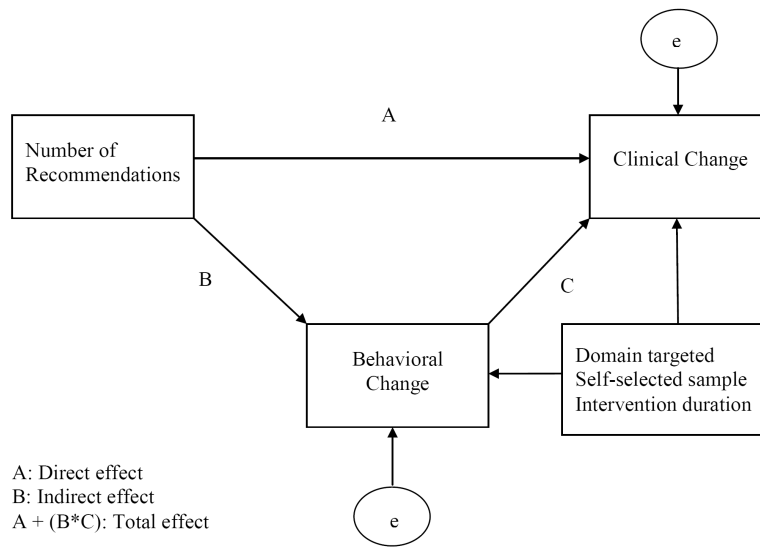 e
A
Number of
Recommendations
Clinical Change
B
C
Behavioral
Change
Domain targeted
Self-selected sample
Intervention duration
A: Direct effect
B: Indirect effect
A + (B*C): Total effect
e